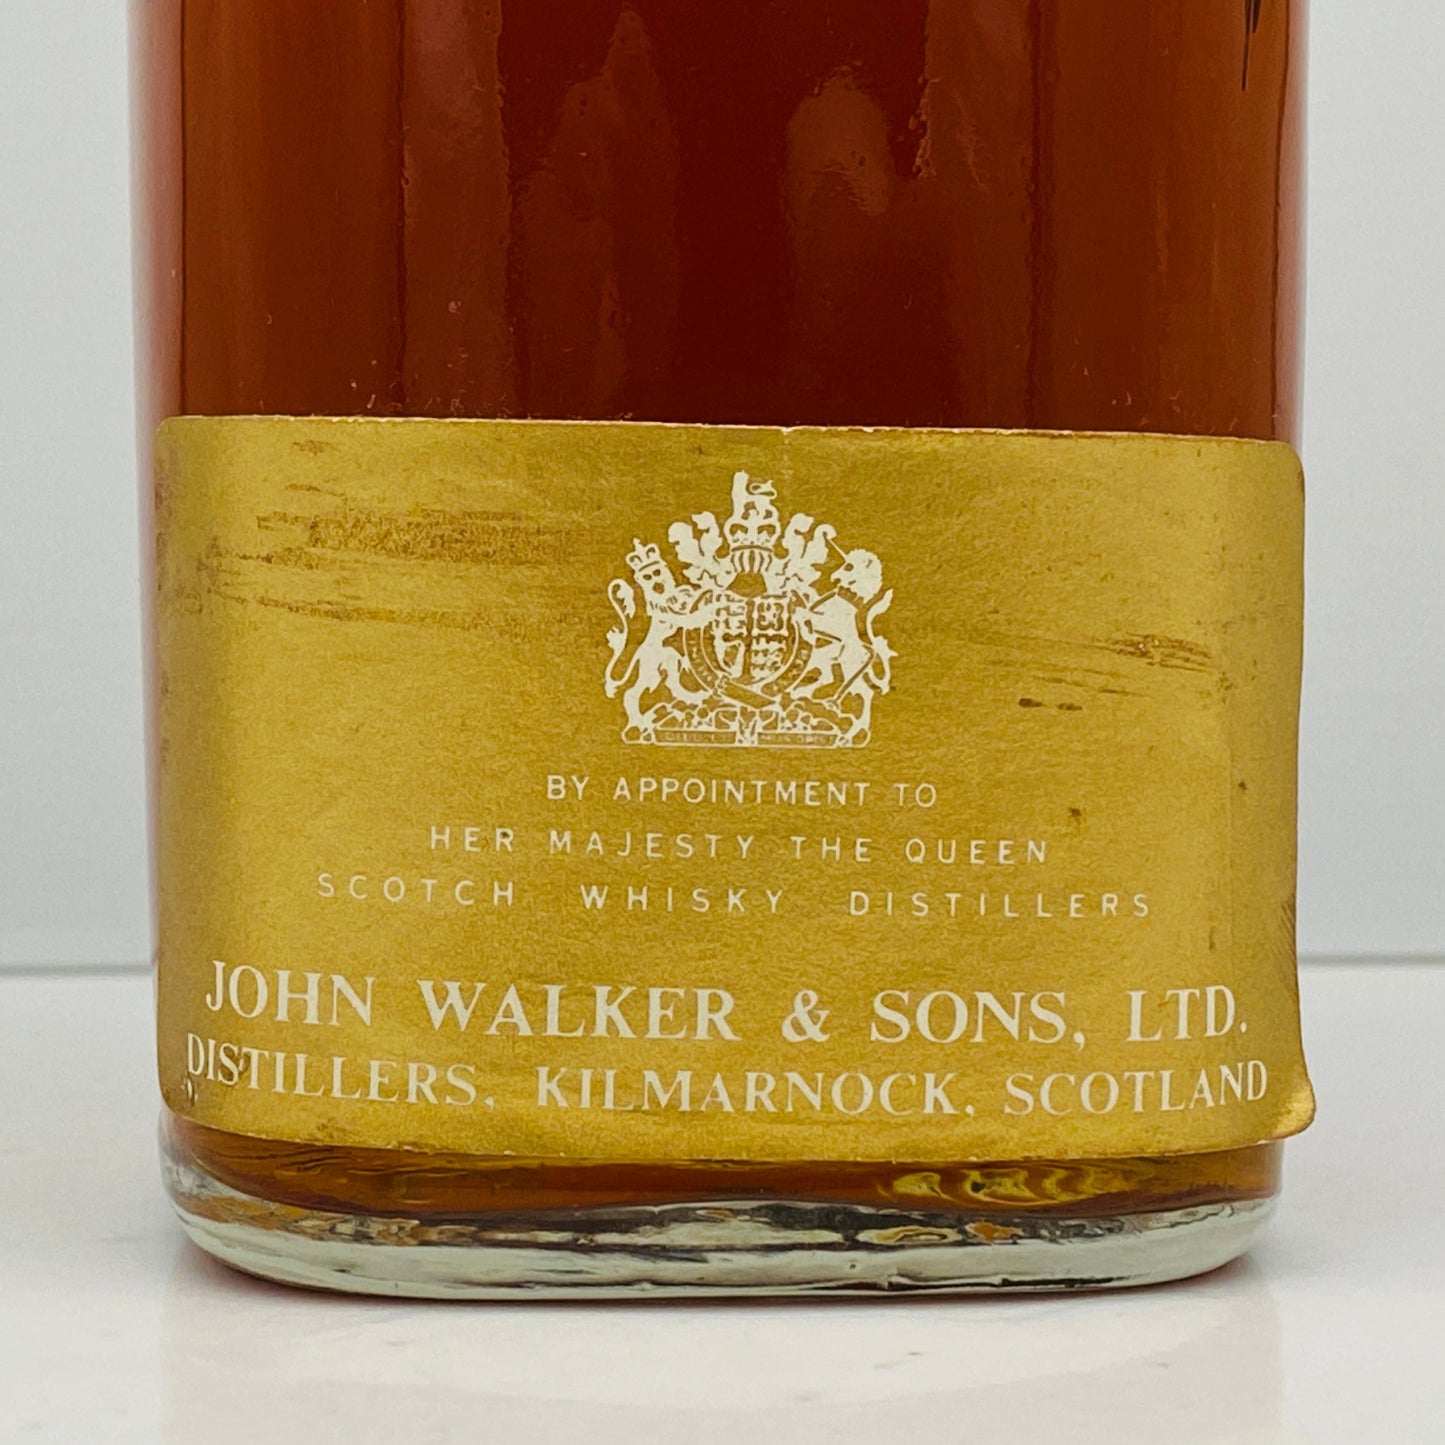 BY APPOINTMENT TO
HER MAJESTY THE QUEEN
SCOTCH WHISKY DISTILLERS
JOHN WALKER & SONS, LTD.
DISTILLERS, KILMARNOCK, SCOTLAND